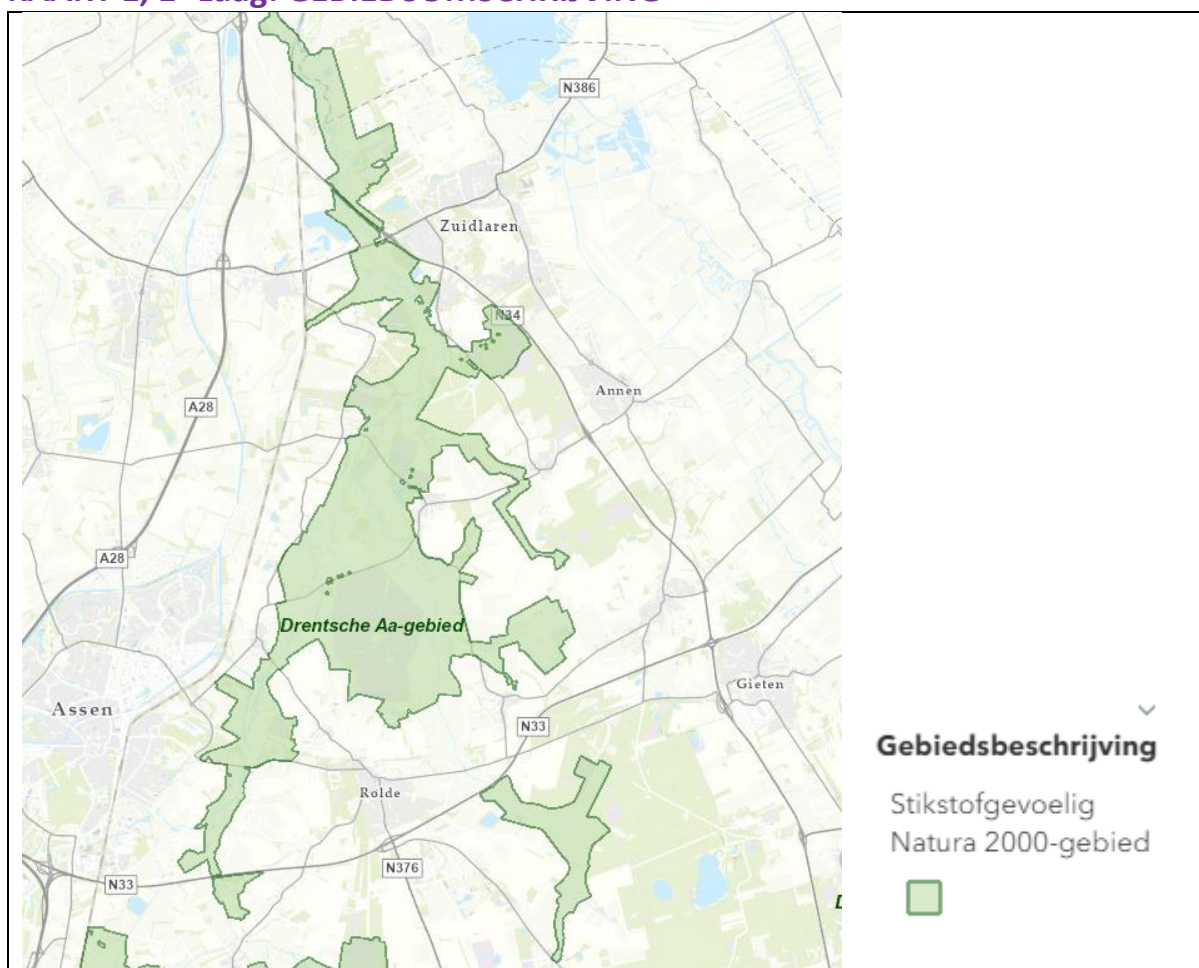 N386
Zuidlaren
N34
Annen
A28
A28
Drentsche Aa-gebied
Gieten
Assen
N33
Gebiedsbeschrijving
Stikstofgevoelig
Natura 2000-gebied
Rolde
N376
N33